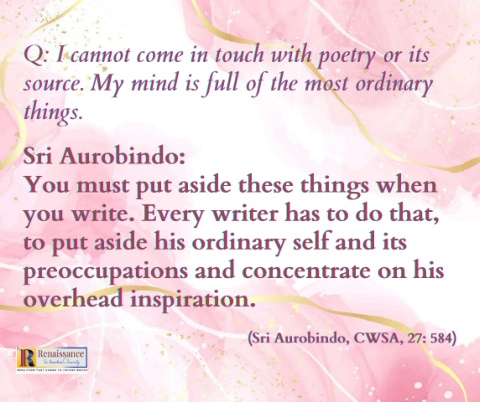 Q: I cannot come in touch with poetry or its
source. My mind is full of the most ordinary
things.
Sri Aurobindo:
You must put aside these things when
you write. Every writer has to do that,
to put aside his ordinary self and its
preoccupations and concentrate on his
overhead inspiration.
(Sri Aurobindo, CWSA, 27: 584)
Renaissance